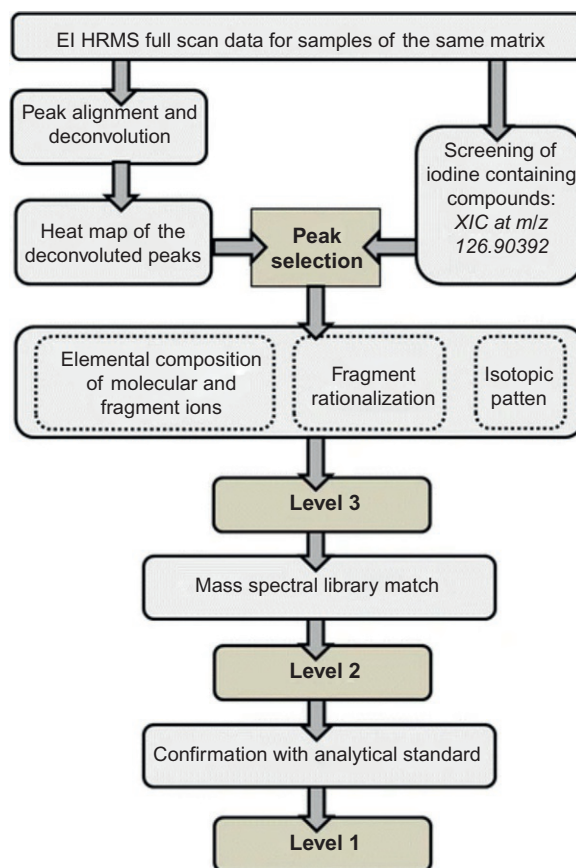 EI HRMS full scan data for samples of the same matrix
Peak alignment and
deconvolution
Heat map of the
deconvoluted peaks
Screening of
iodine containing
compounds:
XIC at m/z
126.90392
Peak
selection
Elemental composition
of molecular and
fragment ions
Fragment
rationalization
Isotopic
patten
Level 3
Mass spectral library match
Level 2
Confirmation with analytical standard
Level 1